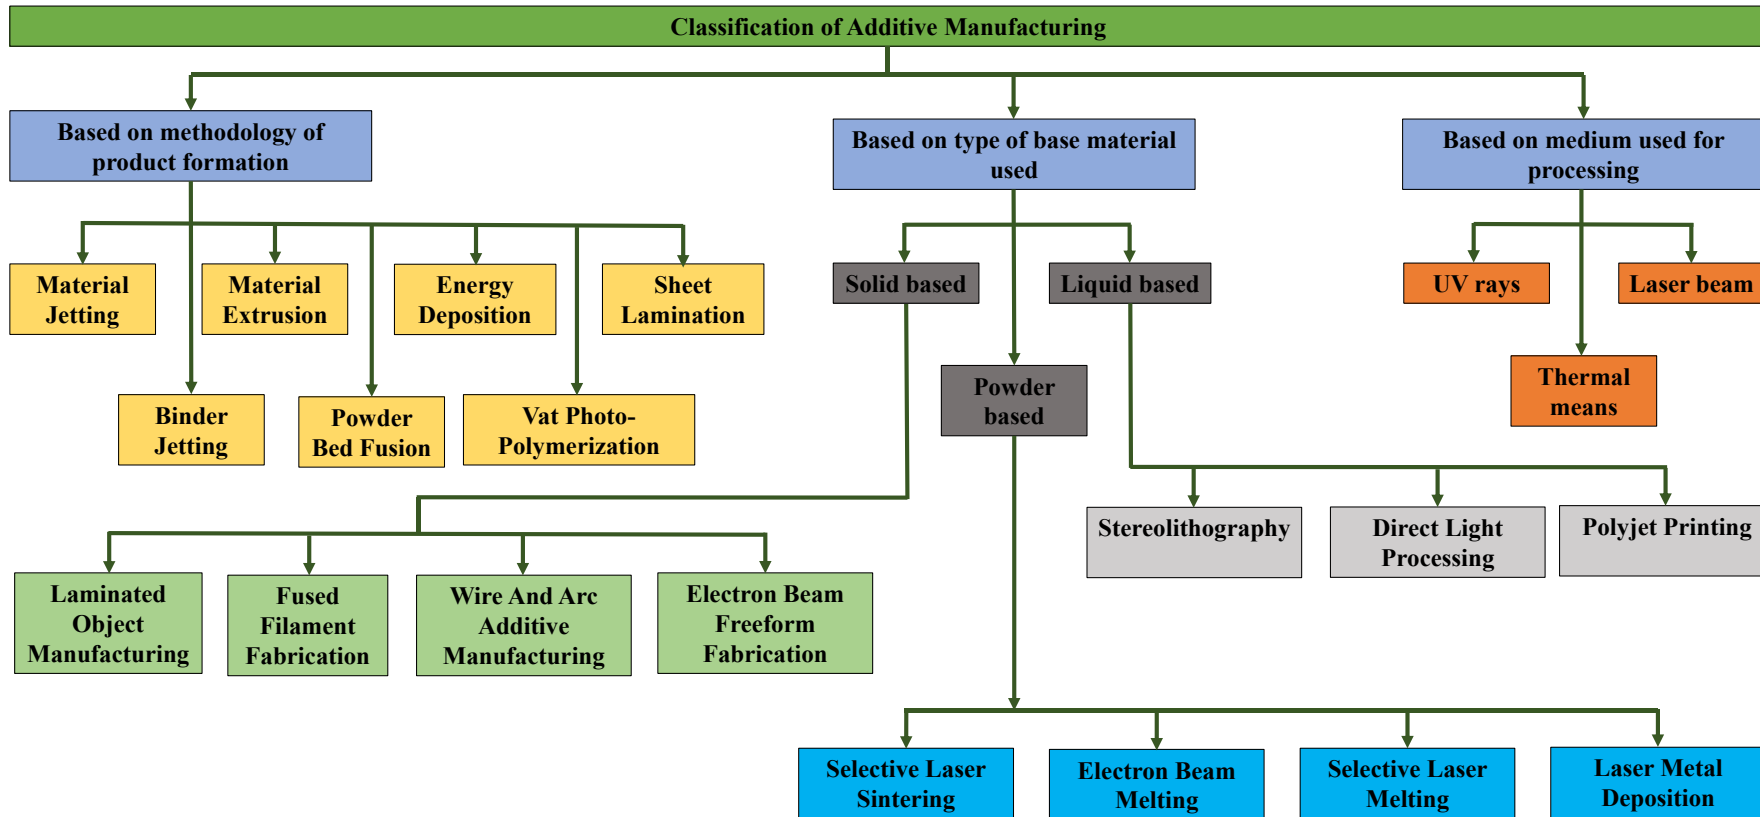 Classification of Additive Manufacturing
Based on methodology of
product formation
Based on type of base material
used
Based on medium used for
processing
Material
Jetting
Material
Extrusion
Energy
Deposition
Sheet
Lamination
Solid based
Liquid based
UV rays
Laser beam
Binder
Jetting
Powder
Bed Fusion
Vat Photo-
Polymerization
Powder
based
Thermal
means
Stereolithography
Direct Light
Processing
Polyjet Printing
Laminated
Object
Manufacturing
Fused
Filament
Fabrication
Wire And Arc
Additive
Manufacturing
Electron Beam
Freeform
Fabrication
Selective Laser
Sintering
Electron Beam
Melting
Selective Laser
Melting
Laser Metal
Deposition